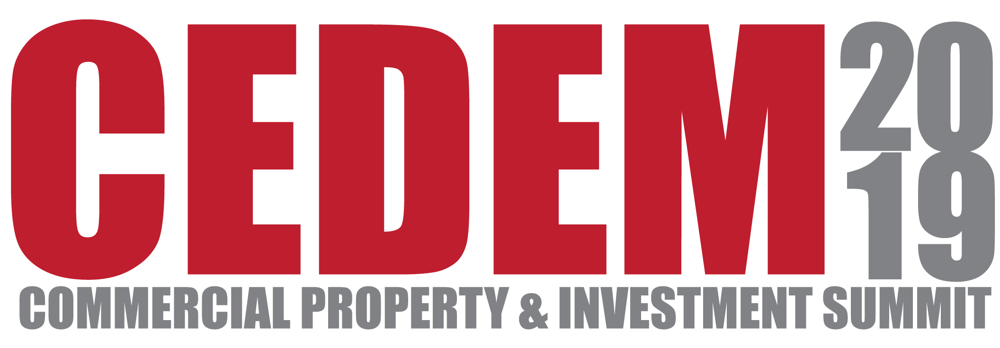 CEDEM 2019
COMMERCIAL PROPERTY & INVESTMENT SUMMIT